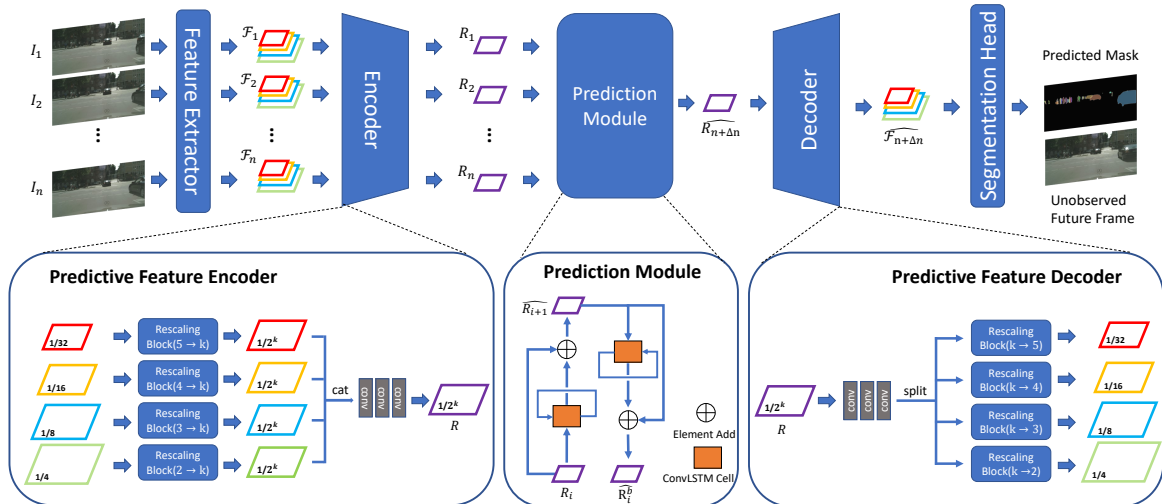 I₁
I₂
⋮
Iₙ
Feature Extractor
ℱ₁
ℱ₂
⋮
ℱₙ
Encoder
R₁
R₂
⋮
Rₙ
Prediction
Module
R̂ₙ₊Δₙ
Decoder
ℱ̂ₙ₊Δₙ
Segmentation Head
Predicted Mask
Unobserved
Future Frame
Predictive Feature Encoder
1/32
Rescaling
Block(5 → k)
1/2ᵏ
1/16
Rescaling
Block(4 → k)
1/2ᵏ
1/8
Rescaling
Block(3 → k)
1/2ᵏ
1/4
Rescaling
Block(2 → k)
1/2ᵏ
cat
conv
conv
conv
1/2ᵏ
R
Prediction Module
R̂ᵢ₊₁
Rᵢ
R̂ᵢᵇ
Element Add
ConvLSTM Cell
Predictive Feature Decoder
1/2ᵏ
R
conv
conv
conv
split
Rescaling
Block(k → 5)
1/32
Rescaling
Block(k → 4)
1/16
Rescaling
Block(k → 3)
1/8
Rescaling
Block(k →2)
1/4